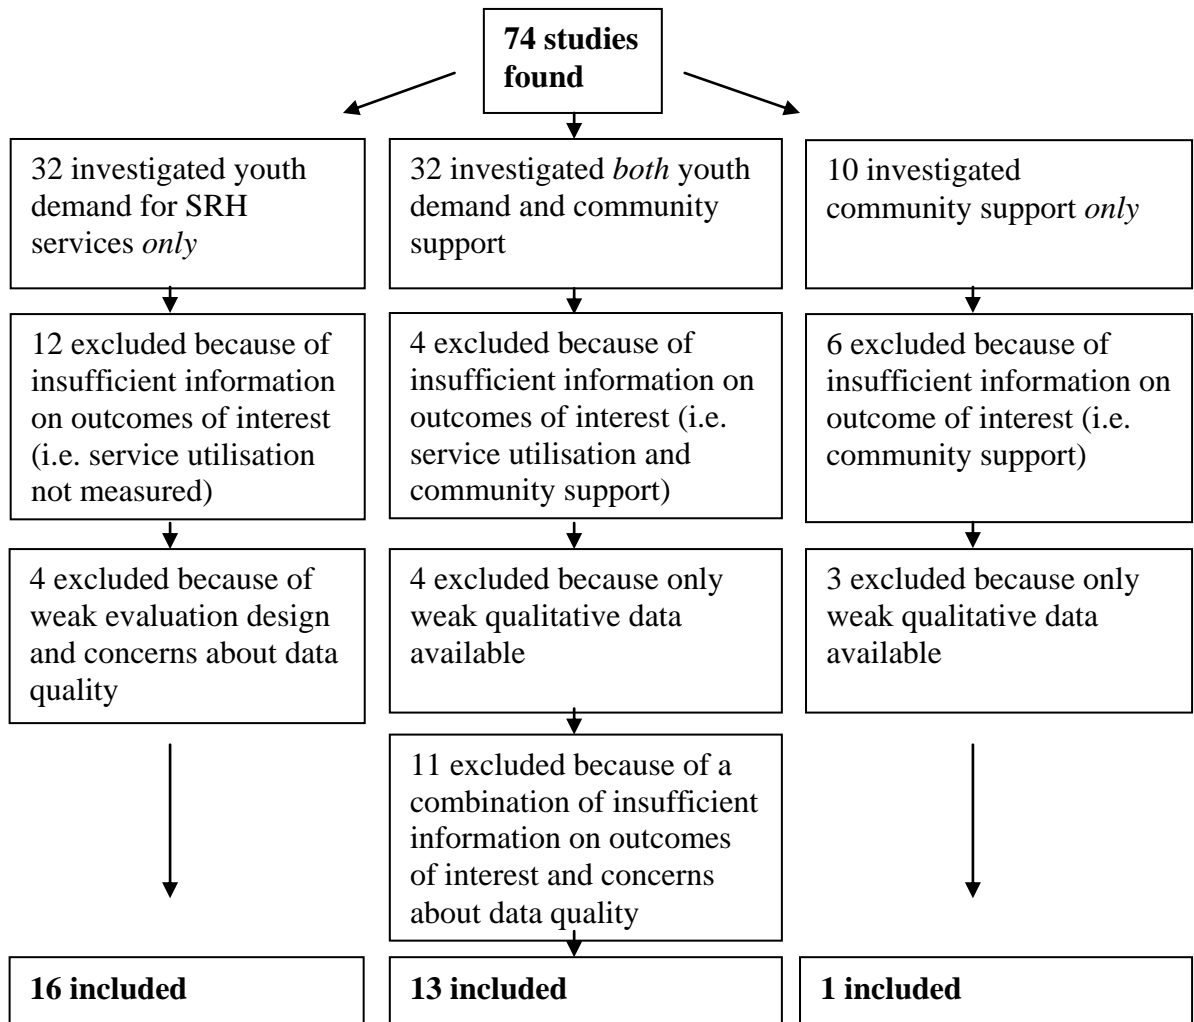 74 studies
found
32 investigated youth
demand for SRH
services only
32 investigated both youth
demand and community
support
10 investigated
community support only
12 excluded because of
insufficient information
on outcomes of interest
(i.e. service utilisation
not measured)
4 excluded because of
insufficient information on
outcomes of interest (i.e.
service utilisation and
community support)
6 excluded because of
insufficient information on
outcome of interest (i.e.
community support)
4 excluded because of
weak evaluation design
and concerns about data
quality
4 excluded because only
weak qualitative data
available
3 excluded because only
weak qualitative data
available
11 excluded because of a
combination of insufficient
information on outcomes
of interest and concerns
about data quality
16 included
13 included
1 included